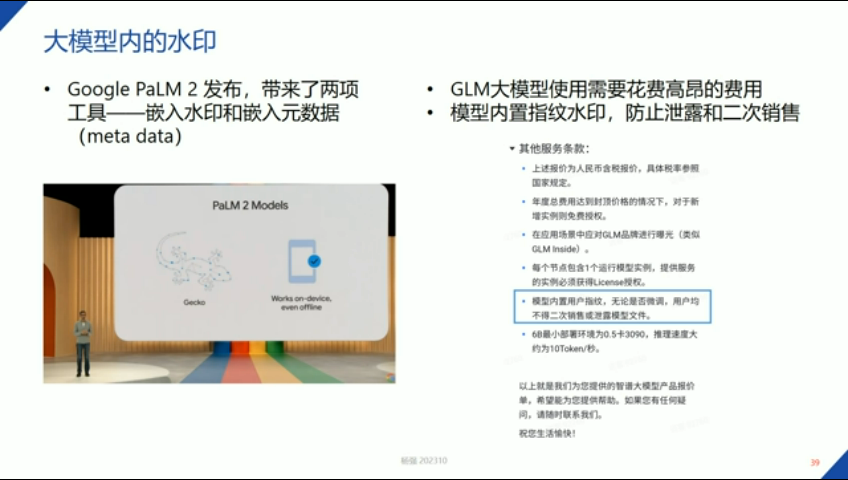 大模型内的水印
• Google PaLM 2 发布，带来了两项
工具——嵌入水印和嵌入元数据
（meta data）
PaLM 2 Models
Gecko
Works on-device,
even offline
• GLM大模型使用需要花费高昂的费用
• 模型内置指纹水印，防止泄露和二次销售
▾ 其他服务条款：
• 上述报价为人民币含税报价，具体税率参照
国家规定。
• 年度总费用达到封顶价格的情况下，对于新
增实例则免费授权。
• 在应用场景中应对GLM品牌进行曝光（类似
GLM Inside）。
• 每个节点包含1个运行模型实例，提供服务
的实例必须获得License授权。
• 模型内置用户指纹，无论是否微调，用户均
不得二次销售或泄露模型文件。
• 6B最小部署环境为0.5卡3090，推理速度大
约为10Token/秒。
以上就是我们为您提供的智谱大模型产品报价
单，希望能为您提供帮助。如果您有任何疑
问，请随时联系我们。
祝您生活愉快！
杨强 202310
39